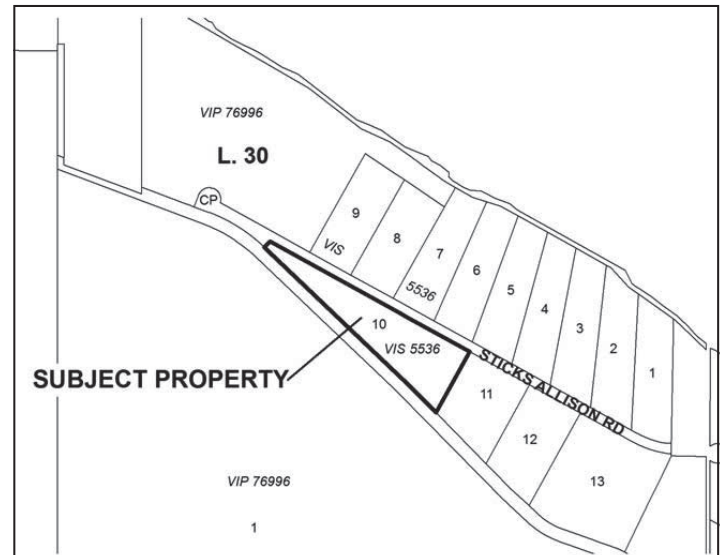 VIP 76996
L. 30
CP
9
8
7
6
5
4
3
2
1
VIS
5536
10
VIS 5536
SUBJECT PROPERTY
STICKS ALLISON RD
11
12
13
VIP 76996
1